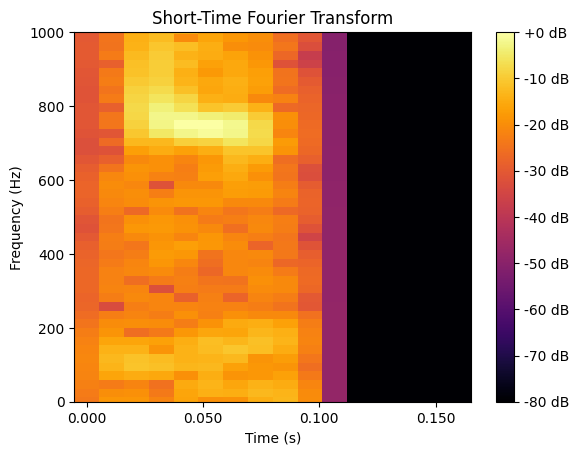 Short-Time Fourier Transform
1000
800
600
400
200
0
Frequency (Hz)
0.000
0.050
0.100
0.150
Time (s)
+0 dB
-10 dB
-20 dB
-30 dB
-40 dB
-50 dB
-60 dB
-70 dB
-80 dB